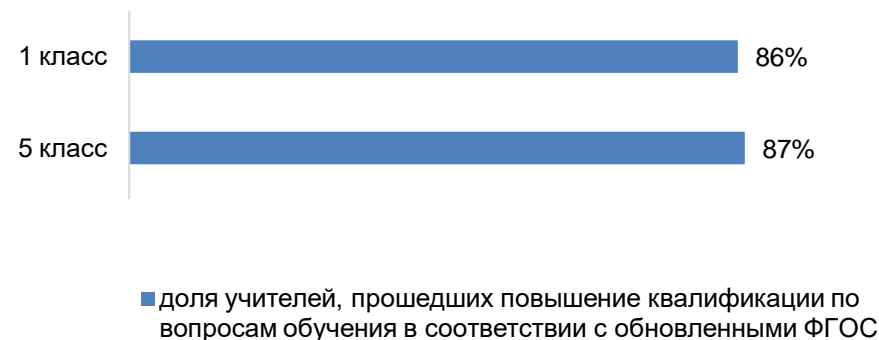 1 класс
86%
5 класс
87%
доля учителей, прошедших повышение квалификации по
вопросам обучения в соответствии с обновленными ФГОС